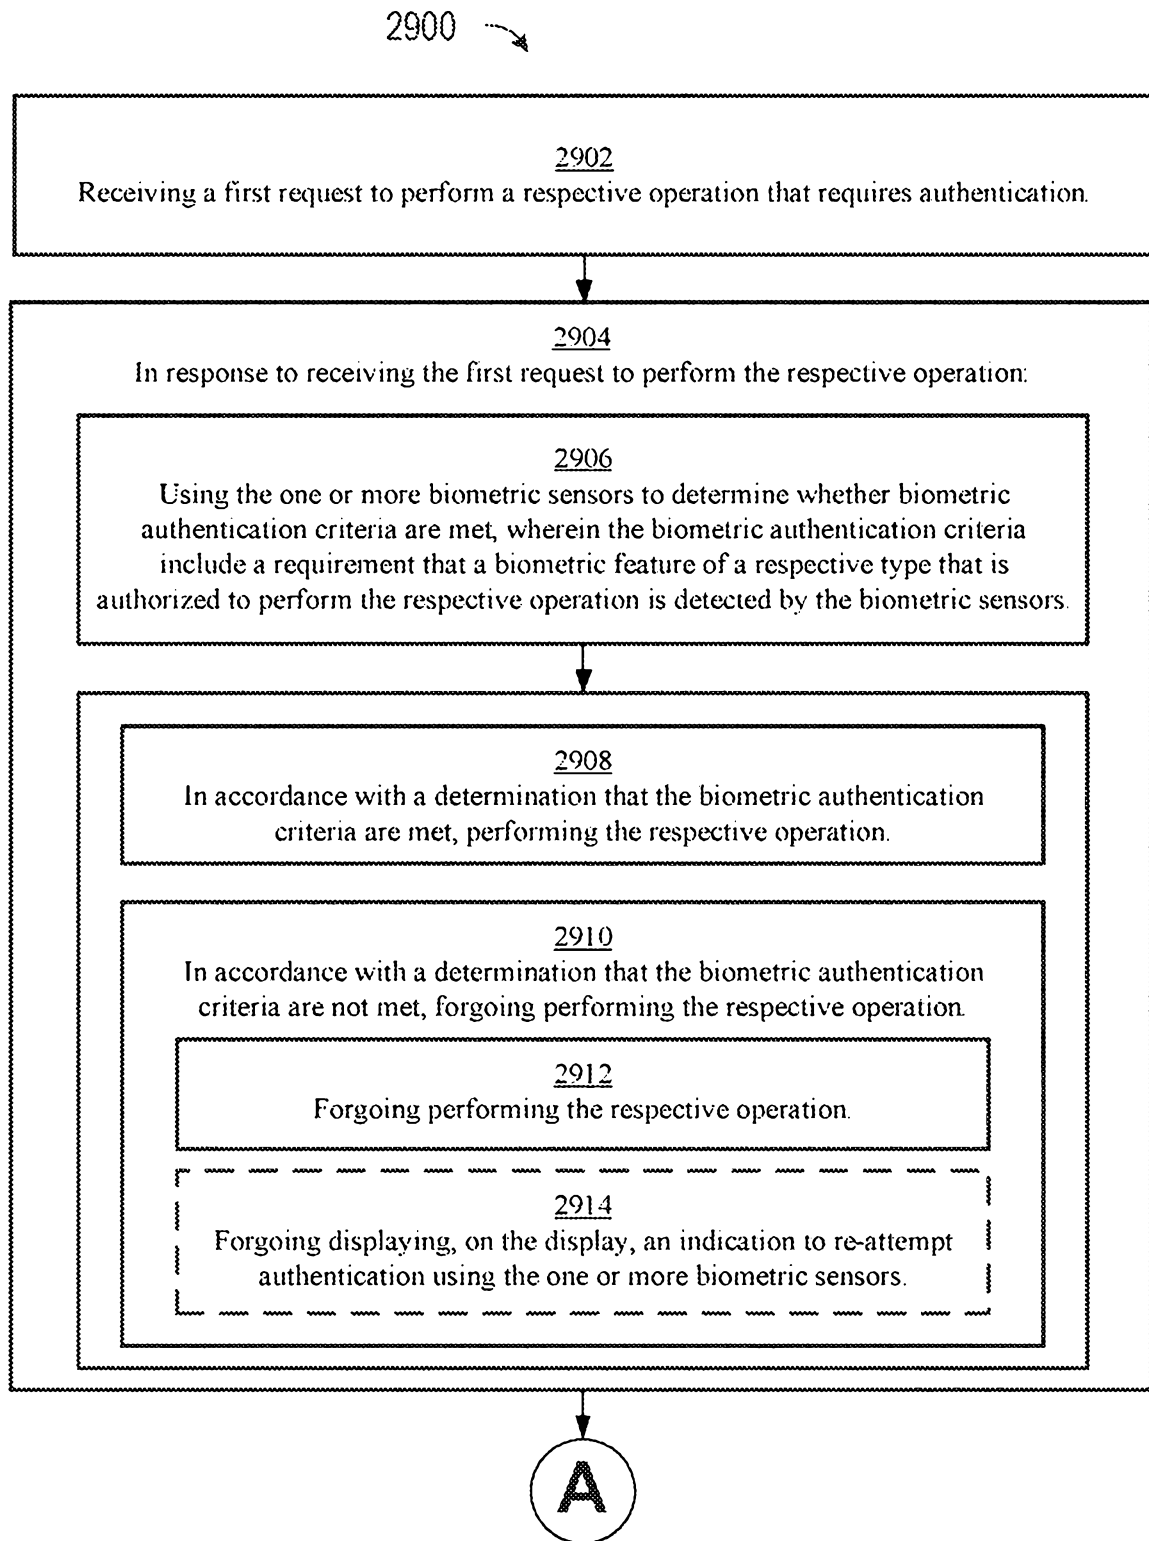 2900
2902
Receiving a first request to perform a respective operation that requires authentication.
2904
In response to receiving the first request to perform the respective operation:
2906
Using the one or more biometric sensors to determine whether biometric
authentication criteria are met, wherein the biometric authentication criteria
include a requirement that a biometric feature of a respective type that is
authorized to perform the respective operation is detected by the biometric sensors.
2908
In accordance with a determination that the biometric authentication
criteria are met, performing the respective operation.
2910
In accordance with a determination that the biometric authentication
criteria are not met, forgoing performing the respective operation.
2912
Forgoing performing the respective operation.
2914
Forgoing displaying, on the display, an indication to re-attempt
authentication using the one or more biometric sensors.
A